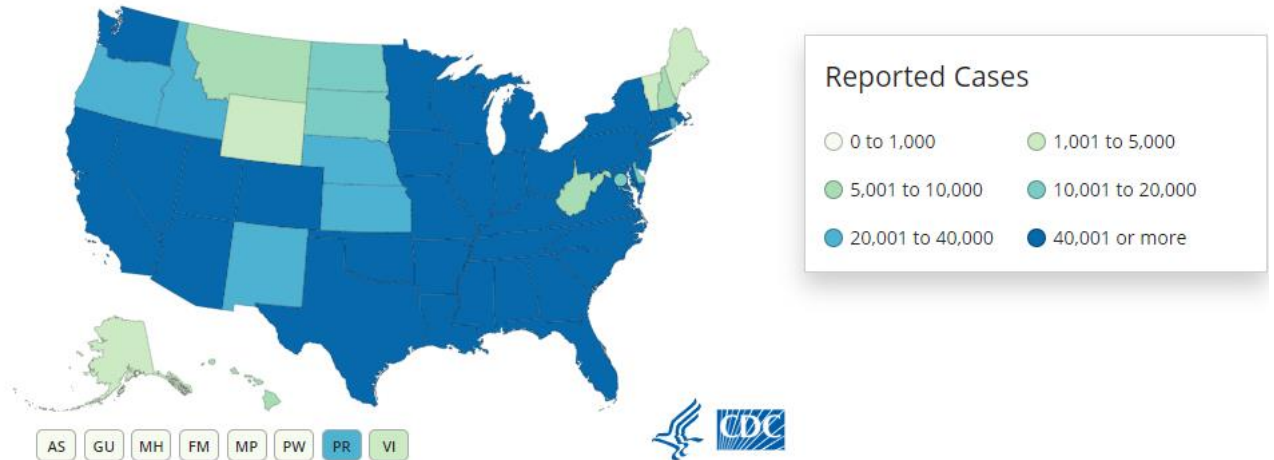 Reported Cases
0 to 1,000
1,001 to 5,000
5,001 to 10,000
10,001 to 20,000
20,001 to 40,000
40,001 or more
AS GU MH FM MP PW PR VI
CDC